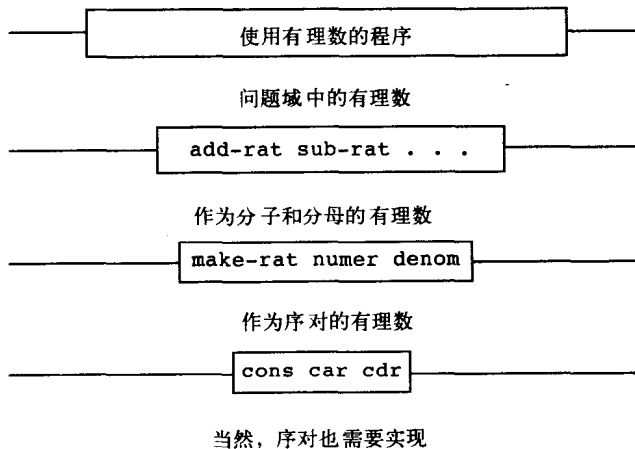 使用有理数的程序
问题域中的有理数
add-rat sub-rat . . .
作为分子和分母的有理数
make-rat numer denom
作为序对的有理数
cons car cdr
当然，序对也需要实现